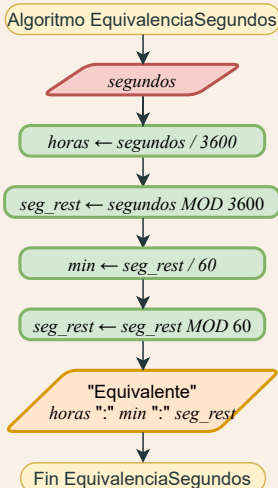 Algoritmo EquivalenciaSegundos
segundos
horas ← segundos / 3600
seg_rest ← segundos MOD 3600
min ← seg_rest / 60
seg_rest ← seg_rest MOD 60
"Equivalente"
horas ":" min ":" seg_rest
Fin EquivalenciaSegundos